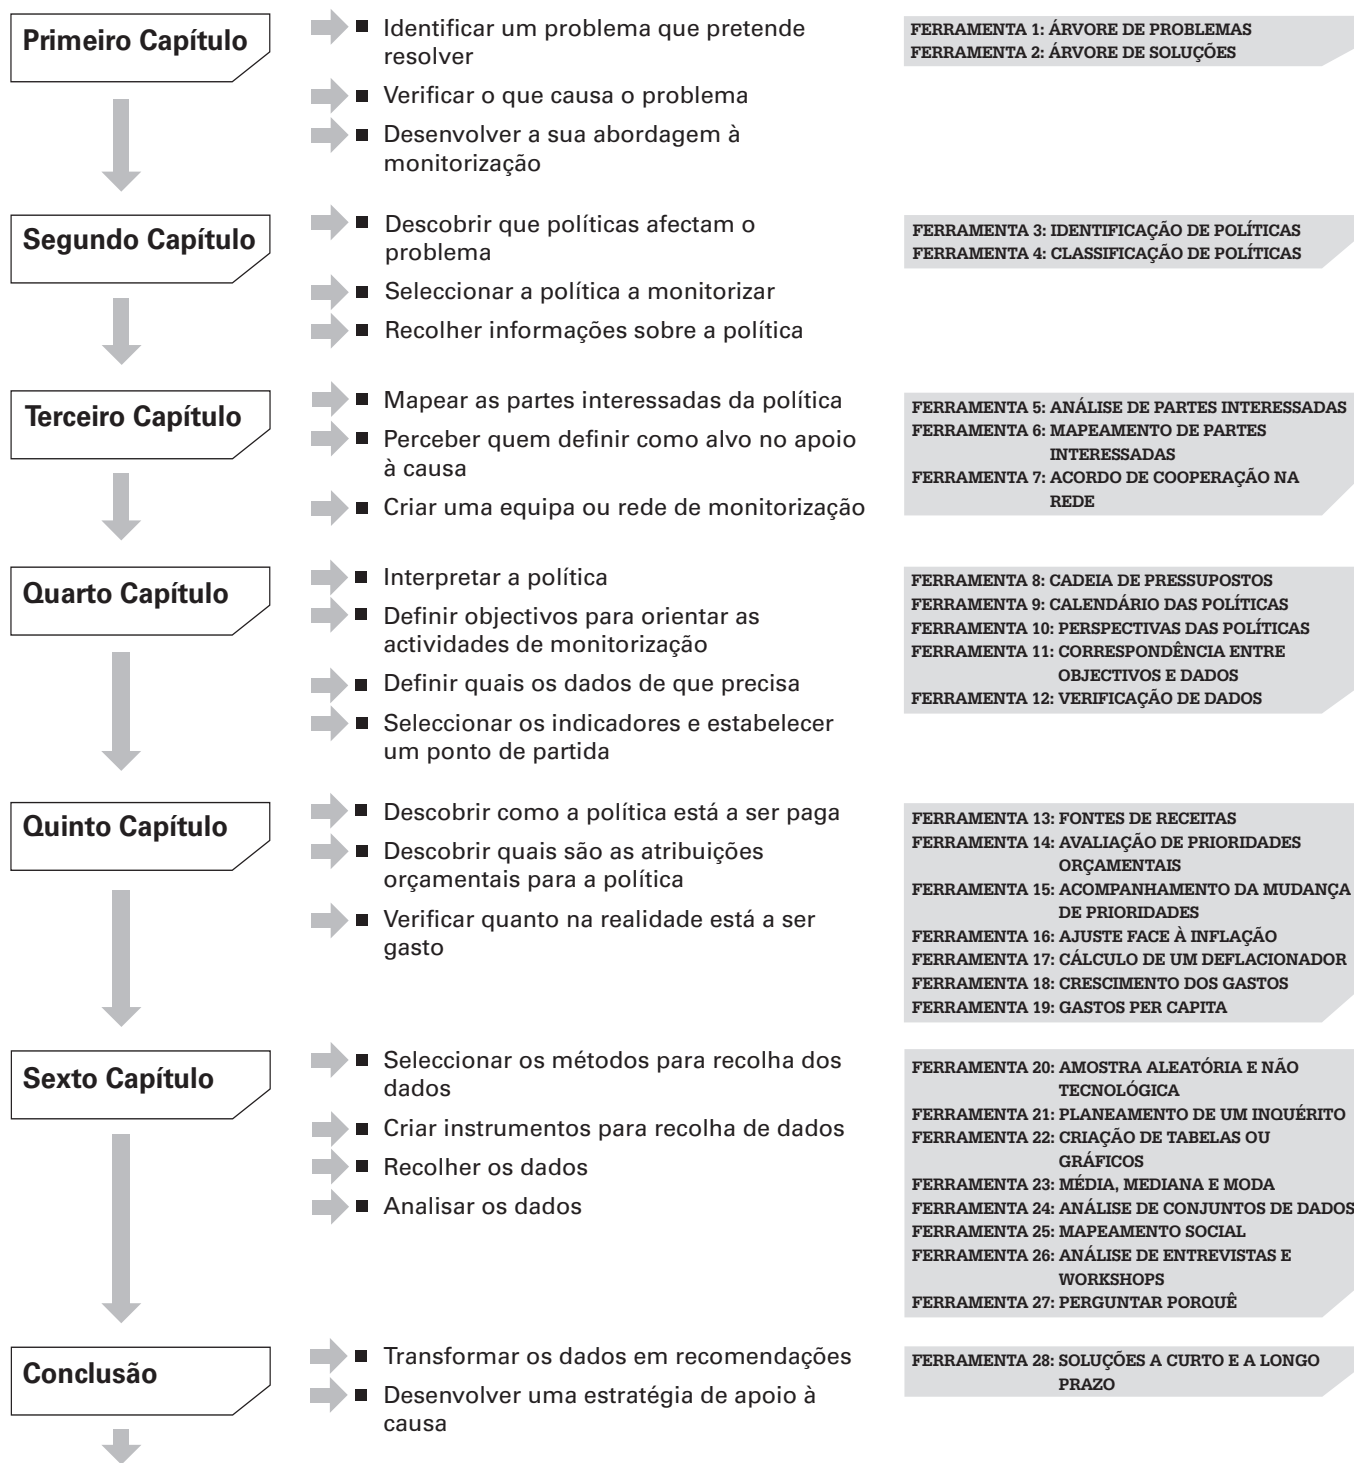 Primeiro Capítulo
■ Identificar um problema que pretende
resolver
■ Verificar o que causa o problema
■ Desenvolver a sua abordagem à
monitorização
FERRAMENTA 1: ÁRVORE DE PROBLEMAS
FERRAMENTA 2: ÁRVORE DE SOLUÇÕES
Segundo Capítulo
■ Descobrir que políticas afectam o
problema
■ Seleccionar a política a monitorizar
■ Recolher informações sobre a política
FERRAMENTA 3: IDENTIFICAÇÃO DE POLÍTICAS
FERRAMENTA 4: CLASSIFICAÇÃO DE POLÍTICAS
Terceiro Capítulo
■ Mapear as partes interessadas da política
■ Perceber quem definir como alvo no apoio
à causa
■ Criar uma equipa ou rede de monitorização
FERRAMENTA 5: ANÁLISE DE PARTES INTERESSADAS
FERRAMENTA 6: MAPEAMENTO DE PARTES
INTERESSADAS
FERRAMENTA 7: ACORDO DE COOPERAÇÃO NA
REDE
Quarto Capítulo
■ Interpretar a política
■ Definir objectivos para orientar as
actividades de monitorização
■ Definir quais os dados de que precisa
■ Seleccionar os indicadores e estabelecer
um ponto de partida
FERRAMENTA 8: CADEIA DE PRESSUPOSTOS
FERRAMENTA 9: CALENDÁRIO DAS POLÍTICAS
FERRAMENTA 10: PERSPECTIVAS DAS POLÍTICAS
FERRAMENTA 11: CORRESPONDÊNCIA ENTRE
OBJECTIVOS E DADOS
FERRAMENTA 12: VERIFICAÇÃO DE DADOS
Quinto Capítulo
■ Descobrir como a política está a ser paga
■ Descobrir quais são as atribuições
orçamentais para a política
■ Verificar quanto na realidade está a ser
gasto
FERRAMENTA 13: FONTES DE RECEITAS
FERRAMENTA 14: AVALIAÇÃO DE PRIORIDADES
ORÇAMENTAIS
FERRAMENTA 15: ACOMPANHAMENTO DA MUDANÇA
DE PRIORIDADES
FERRAMENTA 16: AJUSTE FACE À INFLAÇÃO
FERRAMENTA 17: CÁLCULO DE UM DEFLACIONADOR
FERRAMENTA 18: CRESCIMENTO DOS GASTOS
FERRAMENTA 19: GASTOS PER CAPITA
Sexto Capítulo
■ Seleccionar os métodos para recolha dos
dados
■ Criar instrumentos para recolha de dados
■ Recolher os dados
■ Analisar os dados
FERRAMENTA 20: AMOSTRA ALEATÓRIA E NÃO
TECNOLÓGICA
FERRAMENTA 21: PLANEAMENTO DE UM INQUÉRITO
FERRAMENTA 22: CRIAÇÃO DE TABELAS OU
GRÁFICOS
FERRAMENTA 23: MÉDIA, MEDIANA E MODA
FERRAMENTA 24: ANÁLISE DE CONJUNTOS DE DADOS
FERRAMENTA 25: MAPEAMENTO SOCIAL
FERRAMENTA 26: ANÁLISE DE ENTREVISTAS E
WORKSHOPS
FERRAMENTA 27: PERGUNTAR PORQUÊ
Conclusão
■ Transformar os dados em recomendações
■ Desenvolver uma estratégia de apoio à
causa
FERRAMENTA 28: SOLUÇÕES A CURTO E A LONGO
PRAZO